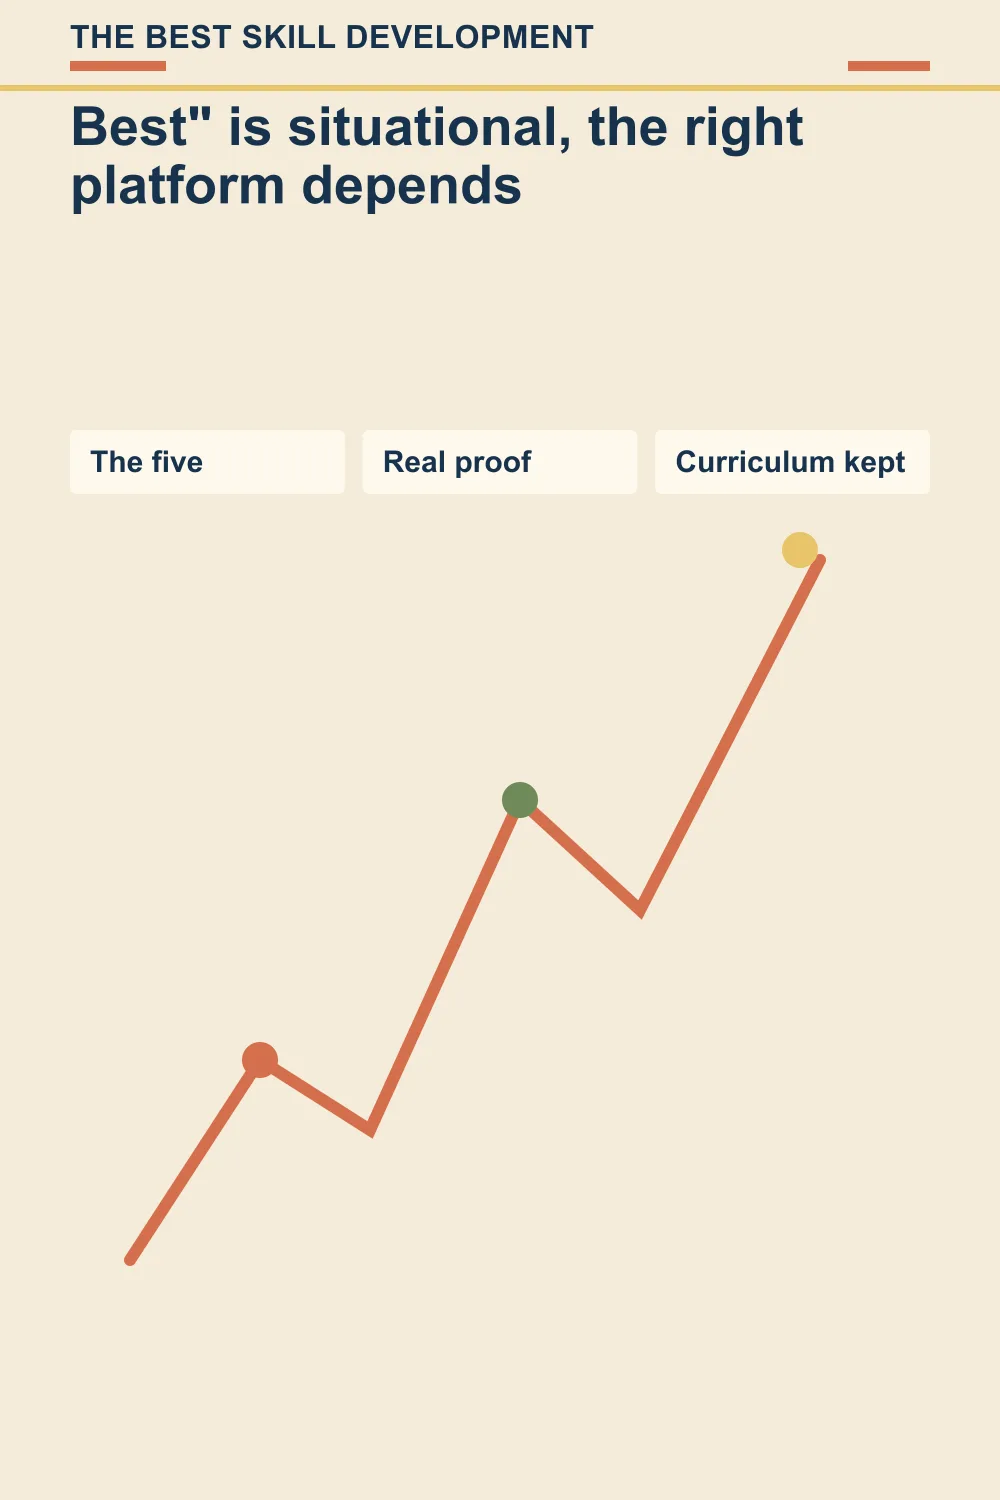 THE BEST SKILL DEVELOPMENT
Best" is situational, the right
platform depends
The five
Real proof
Curriculum kept